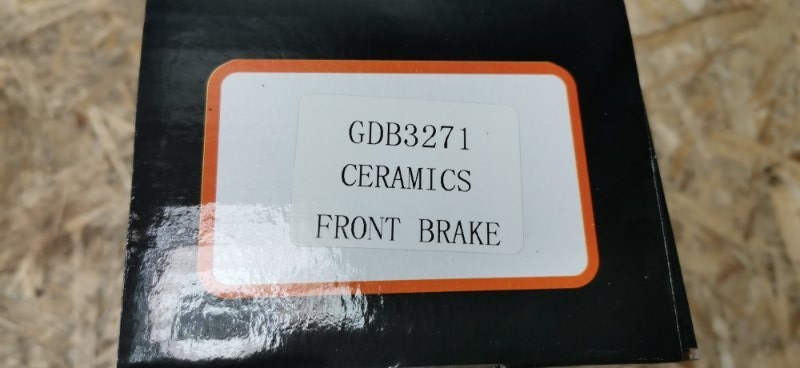 GDB3271
CERAMICS
FRONT BRAKE